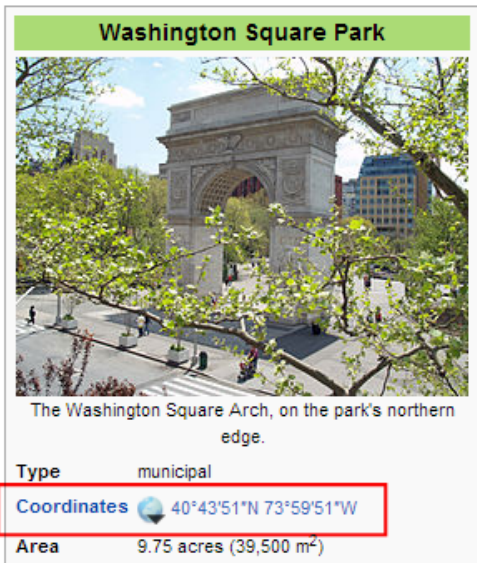 Washington Square Park
The Washington Square Arch, on the park's northern
edge.
Type municipal
Coordinates 40°43′51″N 73°59′51″W
Area 9.75 acres (39,500 m²)